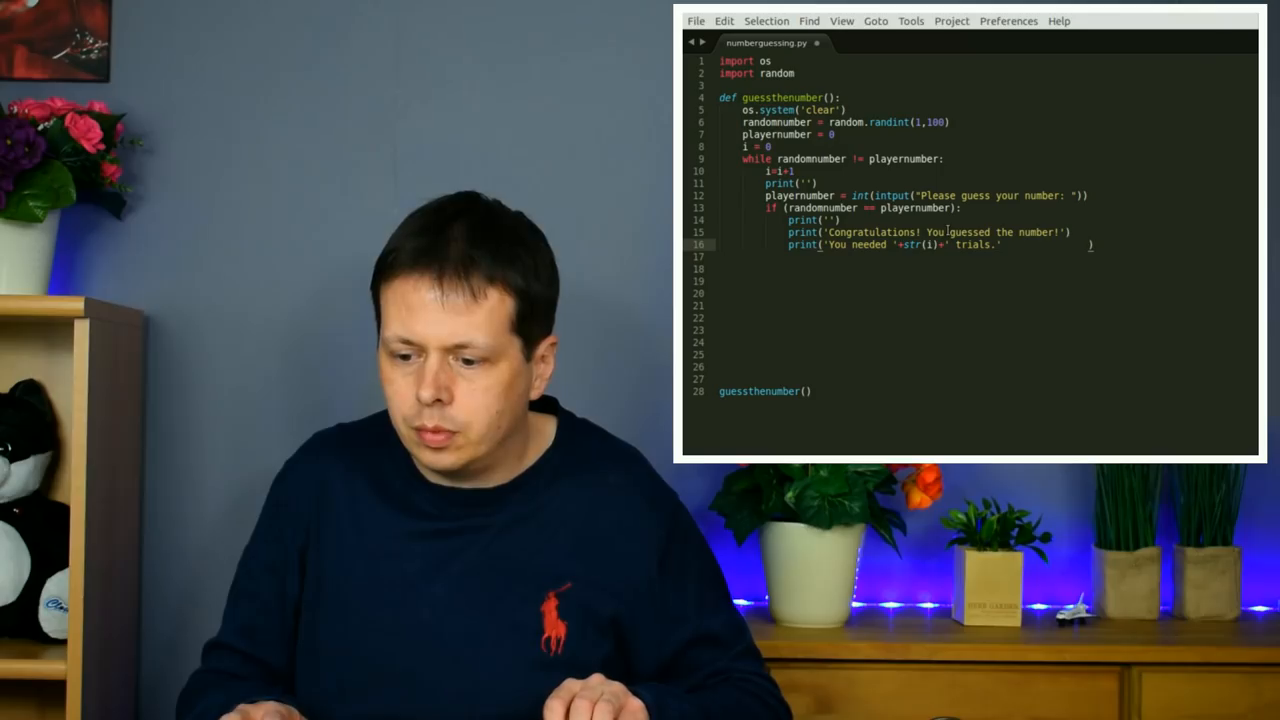 File Edit Selection Find View Goto Tools Project Preferences Help
numberguessing.py
1 import os
2 import random
3
4 def guessthenumber():
5 os.system('clear')
6 randomnumber = random.randint(1,100)
7 playernumber = 0
8 i = 0
9 while randomnumber != playernumber:
10 i=i+1
11 print('')
12 playernumber = int(intput("Please guess your number: "))
13 if (randomnumber == playernumber):
14 print('')
15 print('Congratulations! You guessed the number!')
16 print('You needed '+str(i)+' trials.' )
17
18
19
20
21
22
23
24
25
26
27
28 guessthenumber()